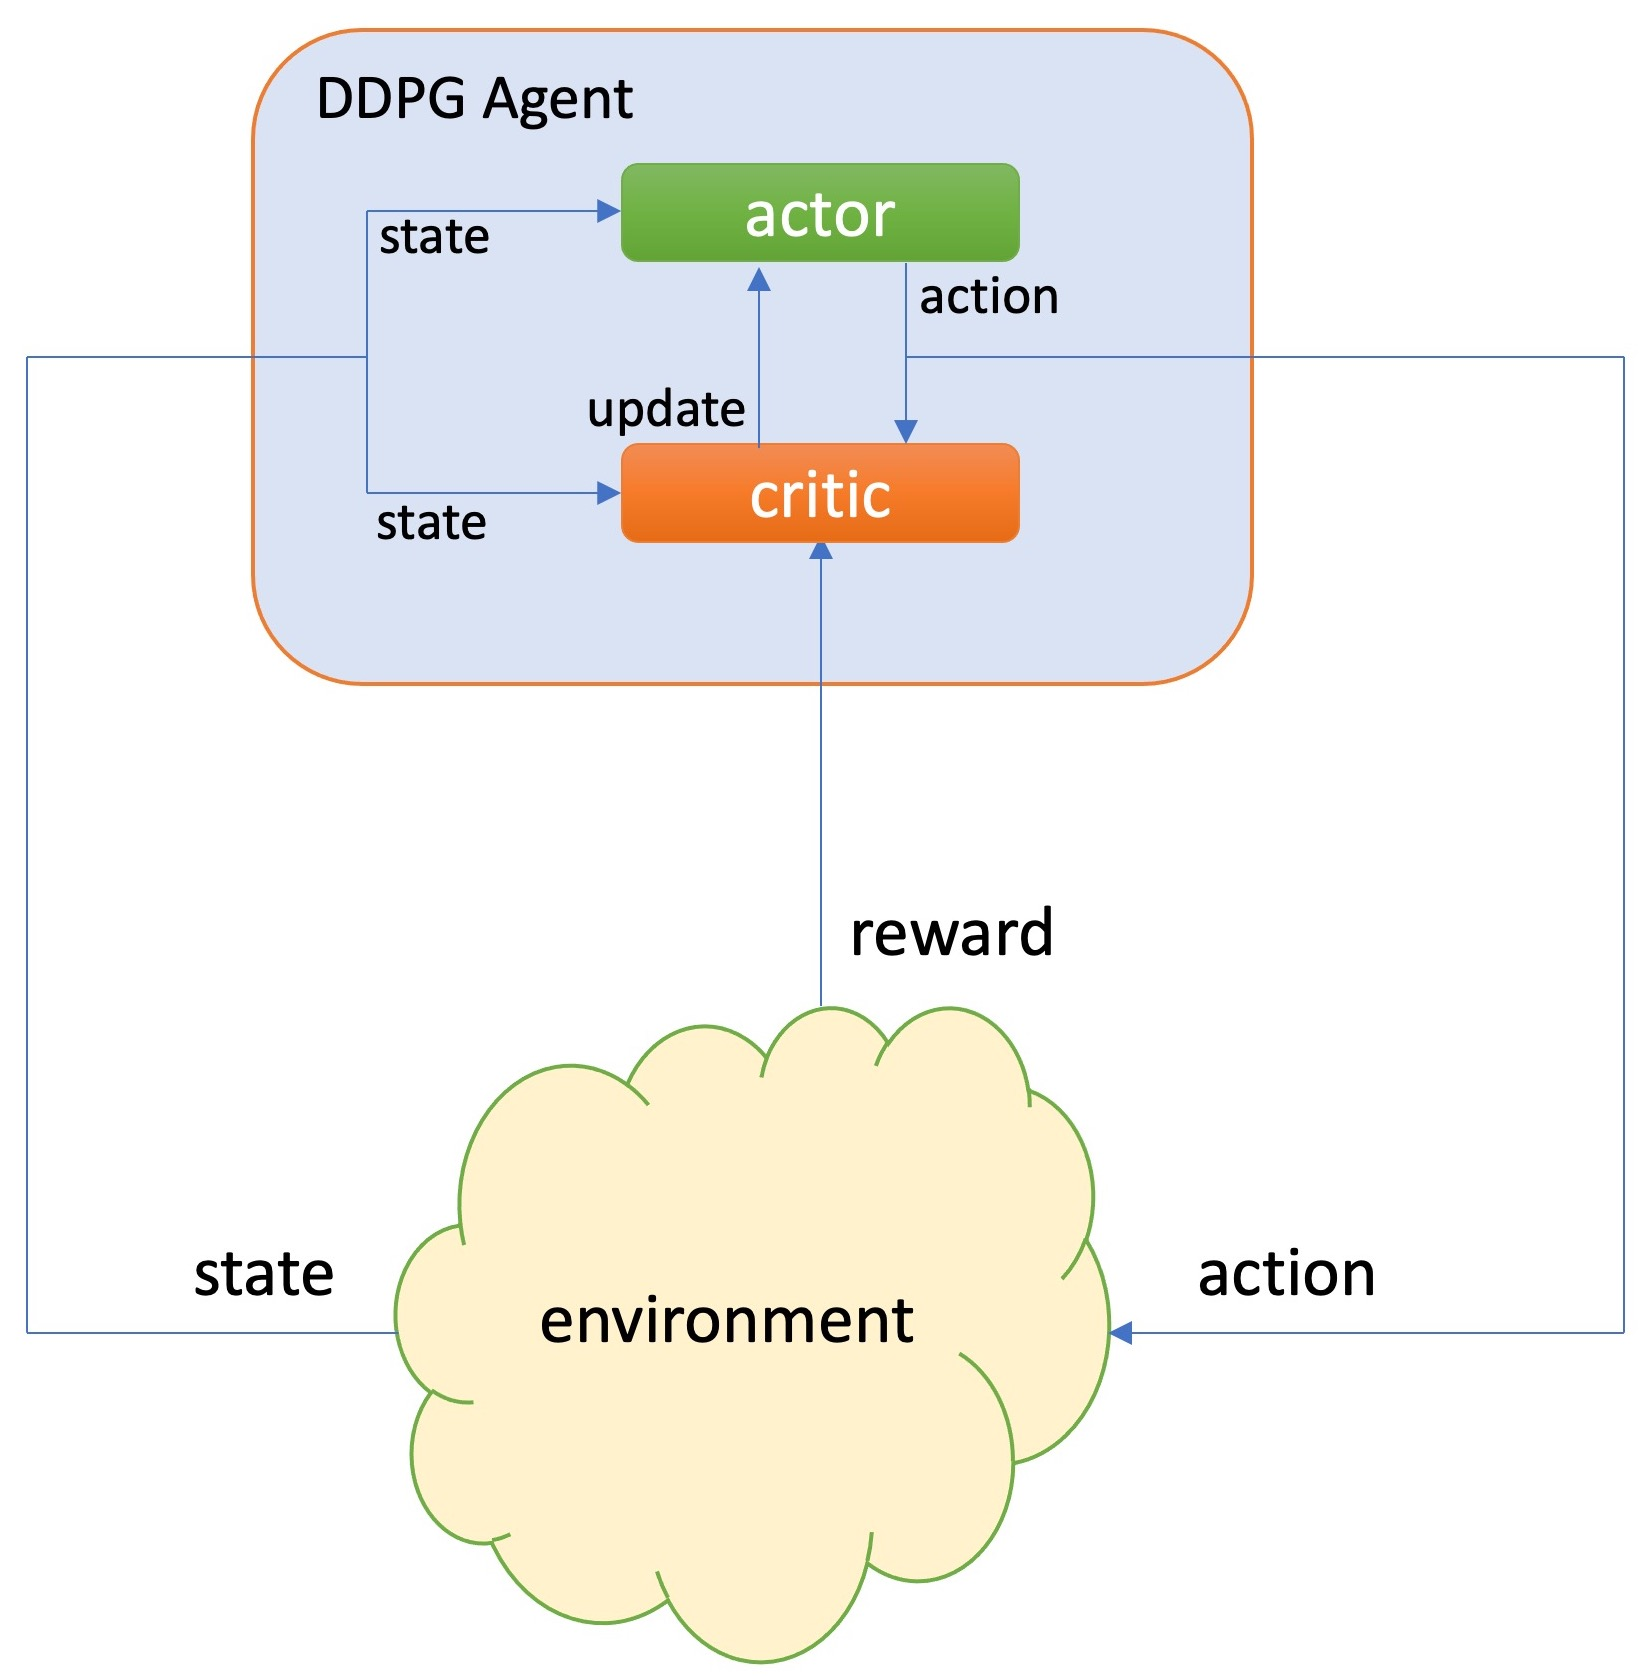 DDPG Agent
actor
state
action
update
critic
state
reward
state
action
environment